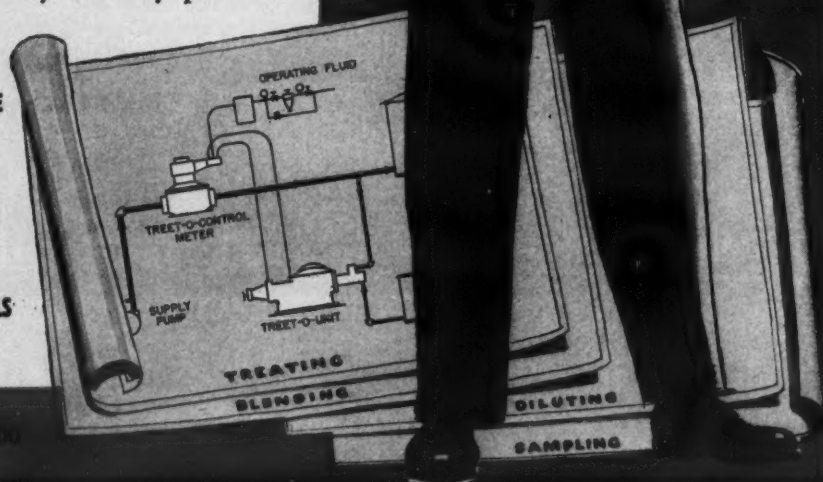 OPERATING FLUID
TREET-O-CONTROL
METER
SUPPLY
PUMP
TREET-O-UNIT
TREATING
BLENDING
DILUTING
SAMPLING